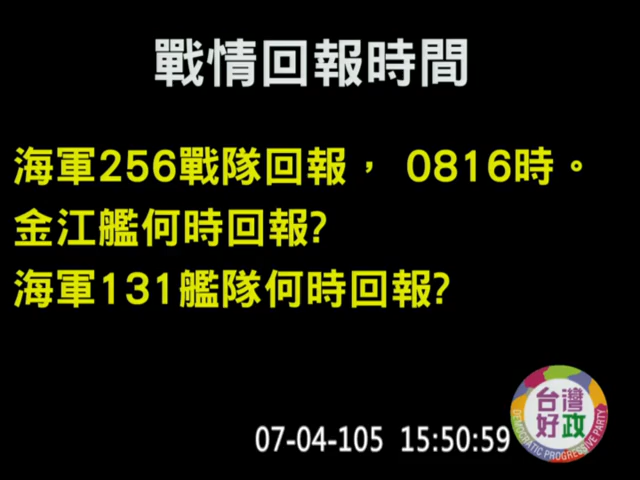 戰情回報時間
海軍256戰隊回報，0816時。
金江艦何時回報?
海軍131艦隊何時回報?
台灣
好政
DEMOCRATIC PROGRESSIVE PARTY
07-04-105 15:50:59